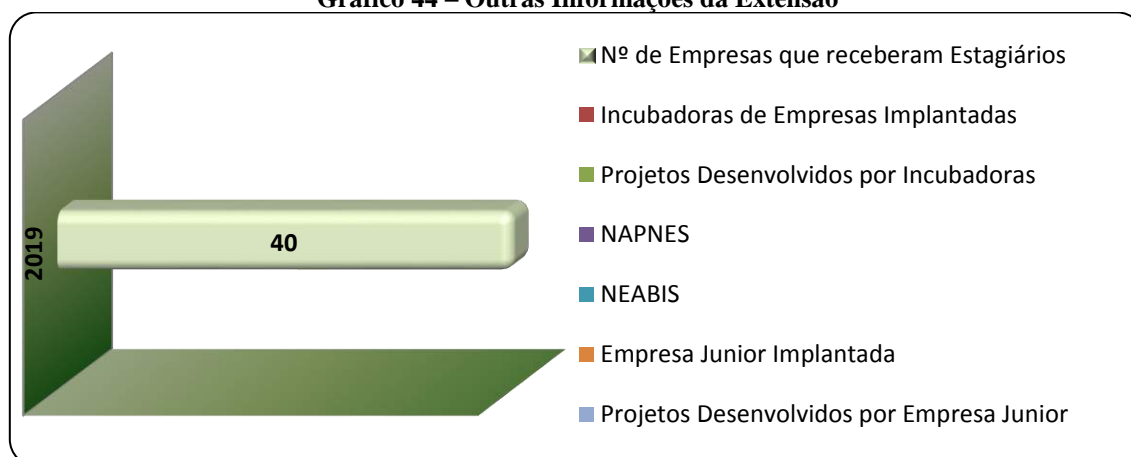 Gráfico 44 – Outras Informações da Extensão
2019
40
Nº de Empresas que receberam Estagiários
Incubadoras de Empresas Implantadas
Projetos Desenvolvidos por Incubadoras
NAPNES
NEABIS
Empresa Junior Implantada
Projetos Desenvolvidos por Empresa Junior